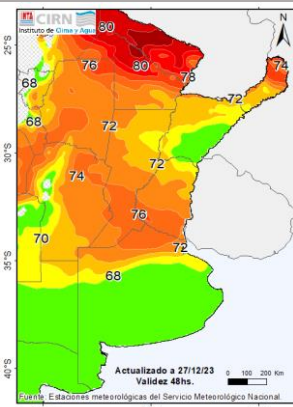 INTA CIRN
Instituto de Clima y Agua
N
80
25°S
76
80
78
74
68
72
68
72
30°S
72
74
76
70
72
35°S
68
40°S
Actualizado a 27/12/23
Validez 48hs.
0 100 200 Km
Fuente: Estaciones meteorológicas del Servicio Meteorológico Nacional.